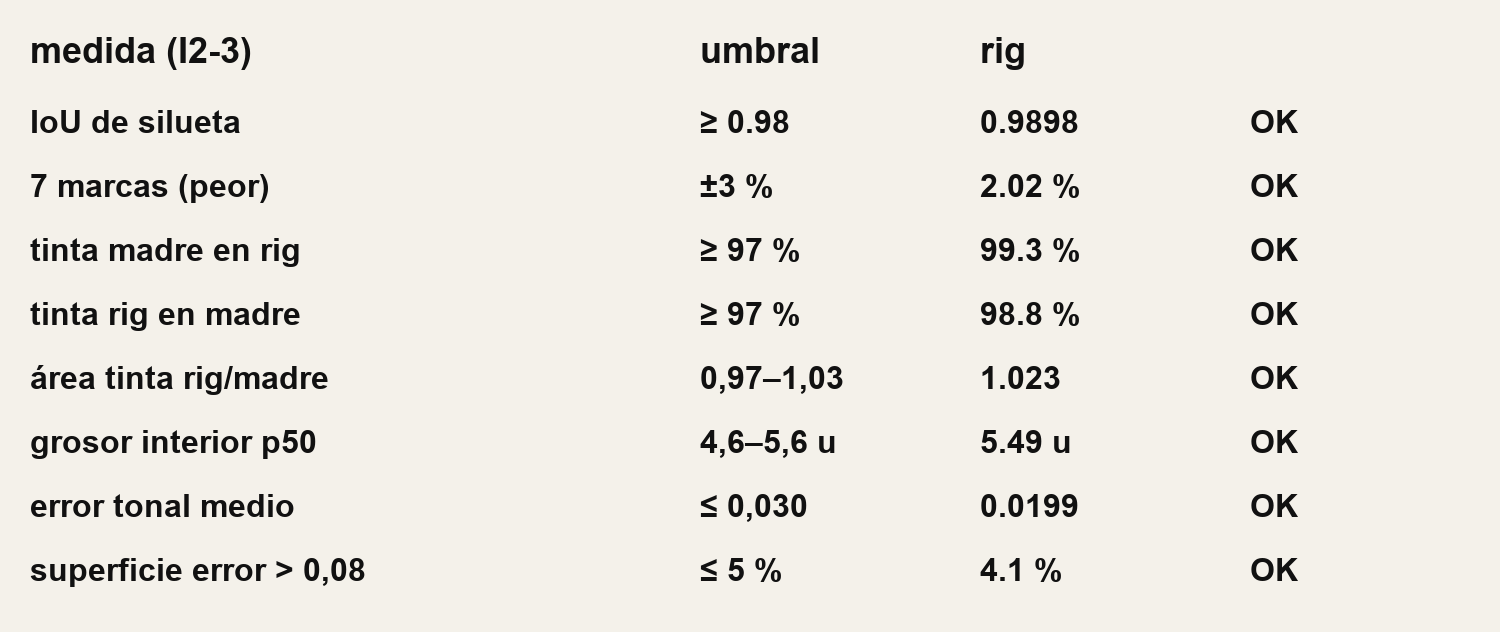 medida (l2-3) umbral rig
IoU de silueta ≥ 0.98 0.9898 OK
7 marcas (peor) ±3 % 2.02 % OK
tinta madre en rig ≥ 97 % 99.3 % OK
tinta rig en madre ≥ 97 % 98.8 % OK
área tinta rig/madre 0,97–1,03 1.023 OK
grosor interior p50 4,6–5,6 u 5.49 u OK
error tonal medio ≤ 0,030 0.0199 OK
superficie error > 0,08 ≤ 5 % 4.1 % OK